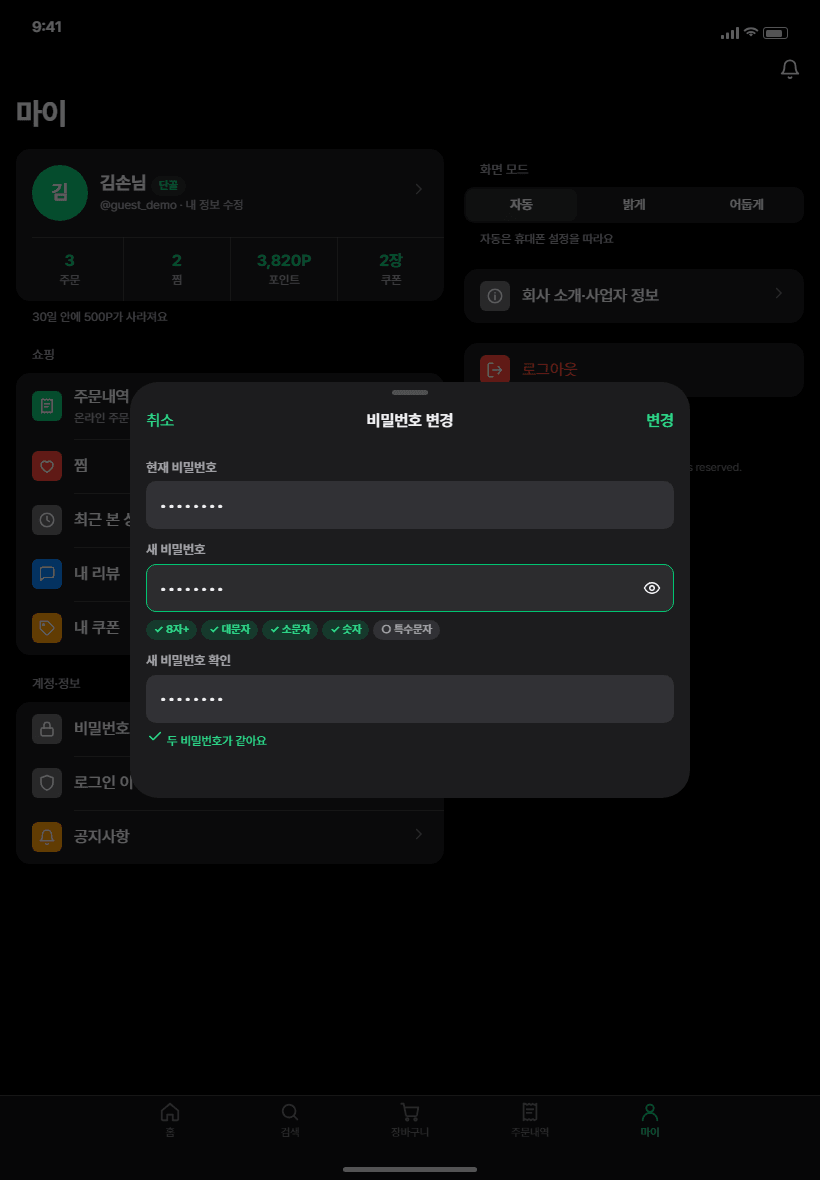 9:41
마이
김
김손님 단골
@guest_demo · 내 정보 수정
3
주문
2
찜
3,820P
포인트
2장
쿠폰
30일 안에 500P가 사라져요
쇼핑
주문내역
온라인 주문
찜
최근 본 상
내 리뷰
내 쿠폰
계정·정보
비밀번호
로그인 이
공지사항
화면 모드
자동
밝게
어둡게
자동은 휴대폰 설정을 따라요
회사 소개·사업자 정보
로그아웃
s reserved.
취소
비밀번호 변경
변경
현재 비밀번호
••••••••
새 비밀번호
••••••••
8자+
대문자
소문자
숫자
특수문자
새 비밀번호 확인
••••••••
두 비밀번호가 같아요
홈
검색
장바구니
주문내역
마이